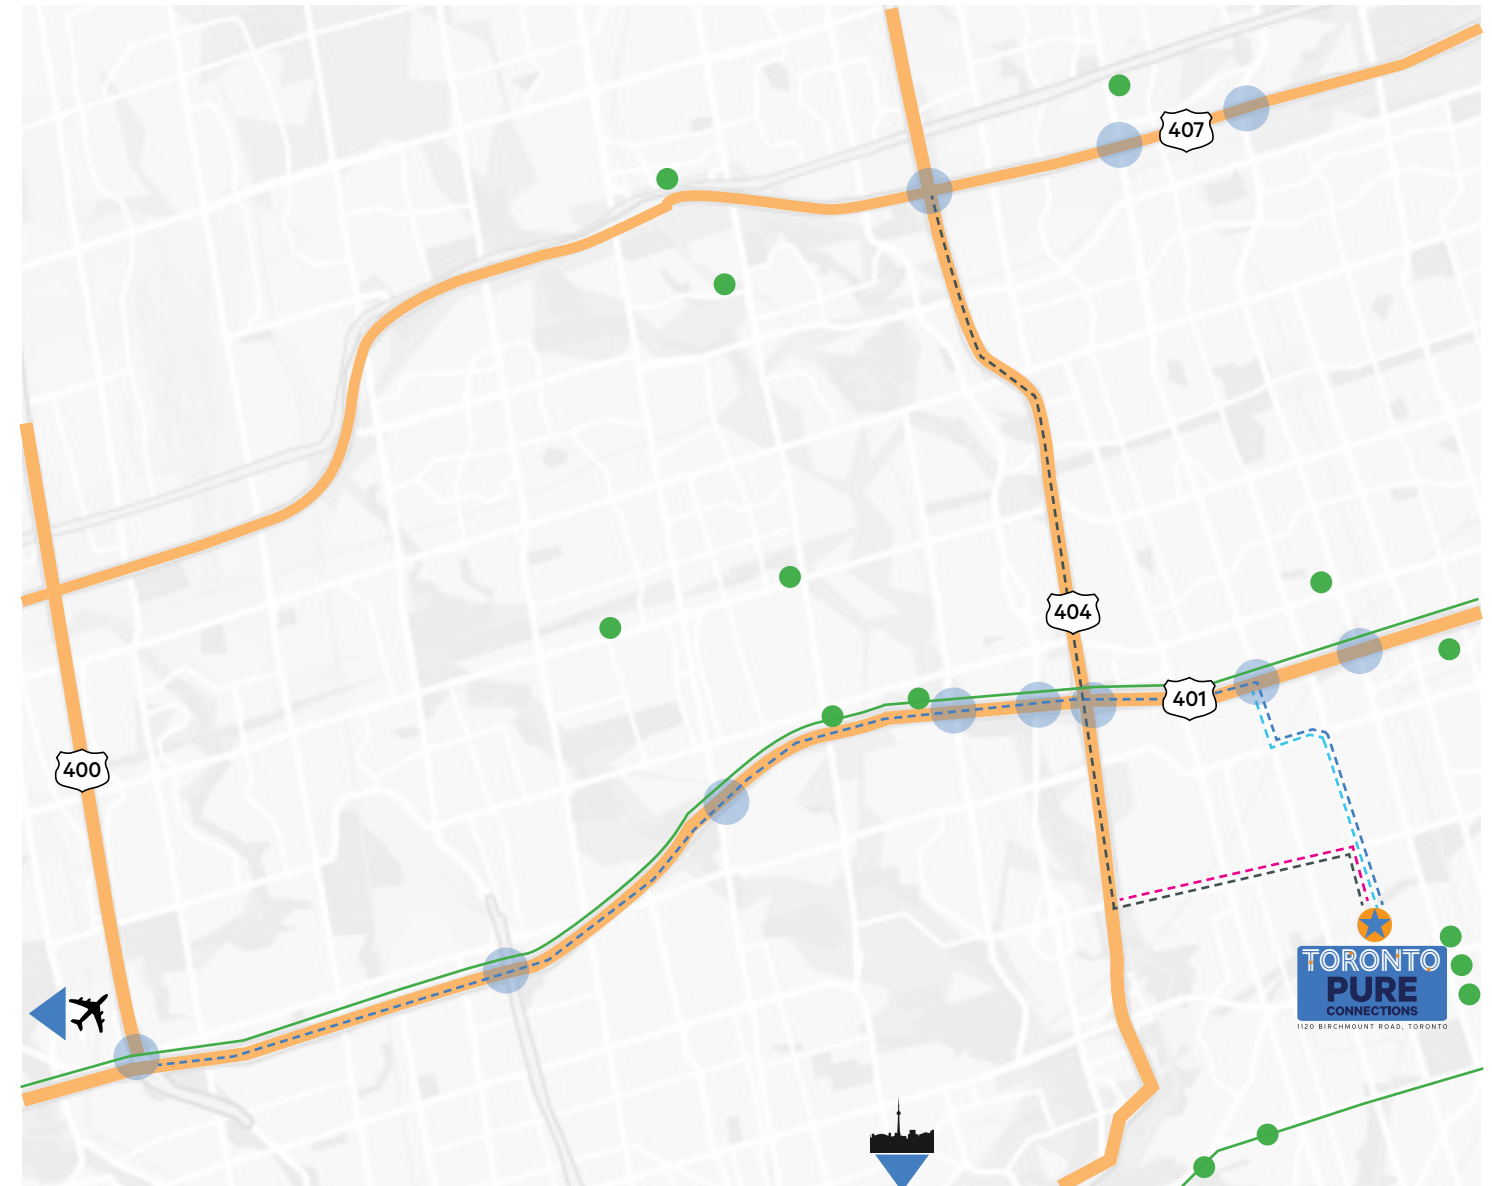 407
404
401
400
TORONTO
PURE
CONNECTIONS
1120 BIRCHMOUNT ROAD, TORONTO